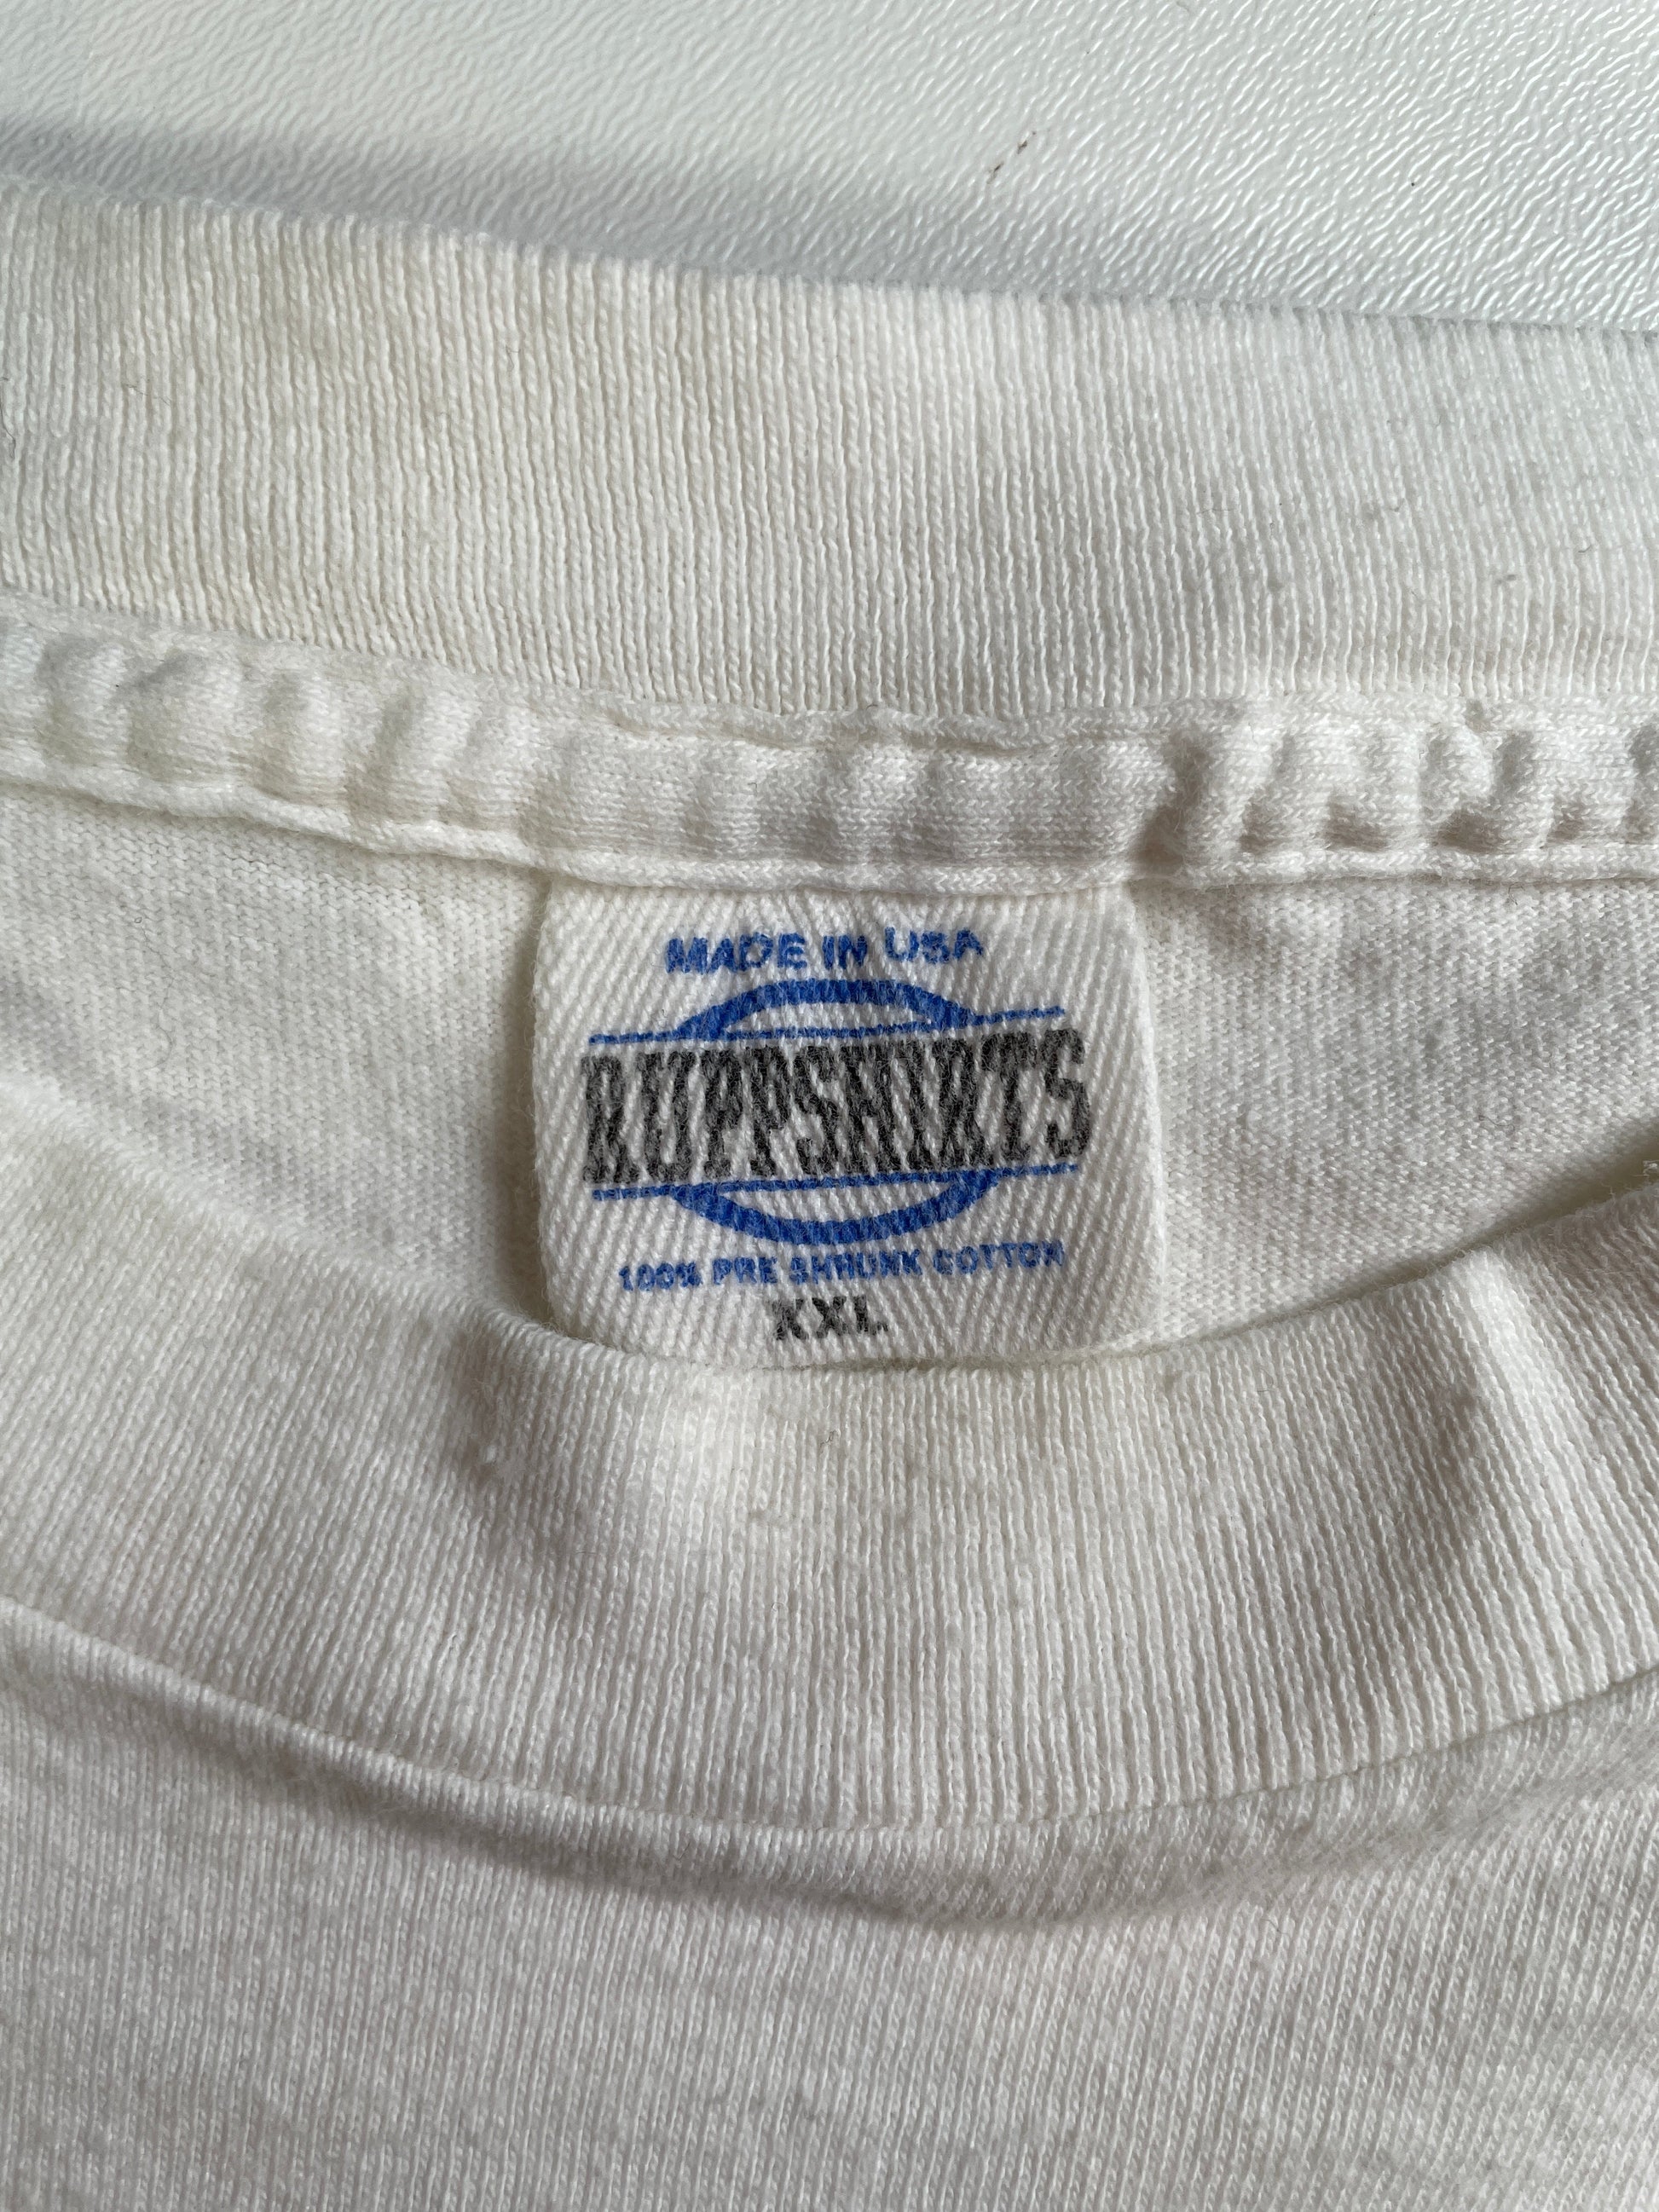 MADE IN USA
RUPPSHIRTS
100% PRE SHRUNK COTTON
XXL